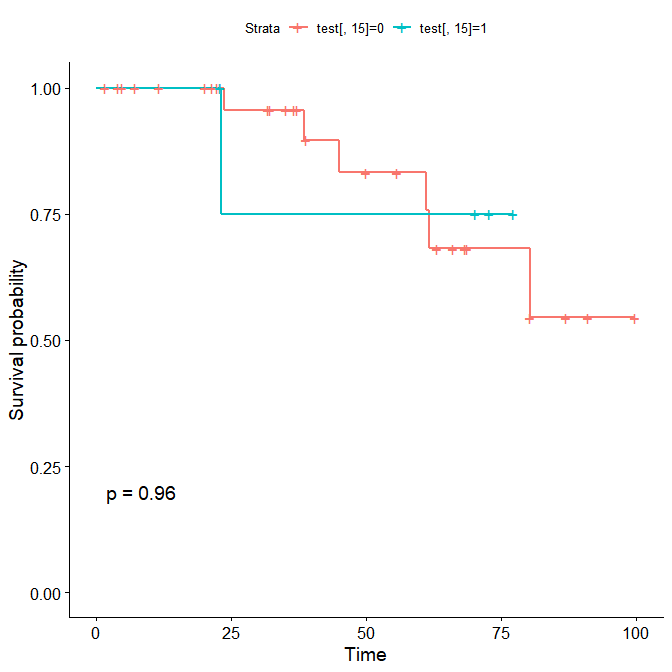 Strata test[, 15]=0 test[, 15]=1
1.00
0.75
0.50
0.25
0.00
Survival probability
p = 0.96
0 25 50 75 100
Time